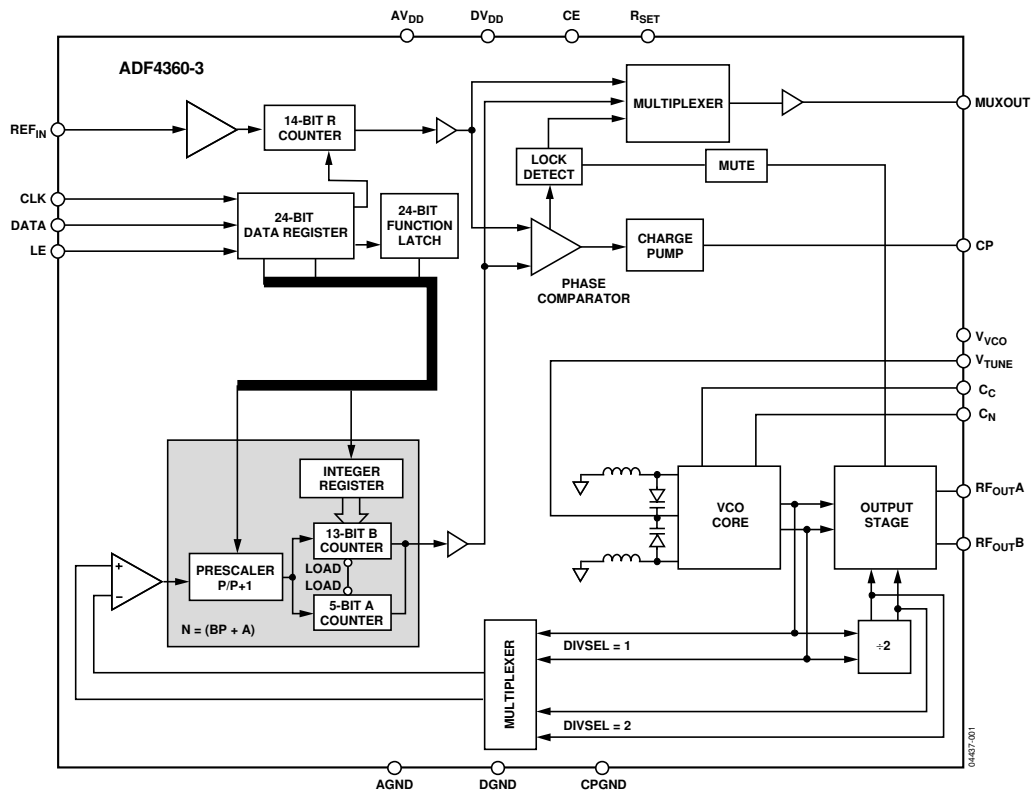 AVDD
DVDD
CE
RSET
ADF4360-3
MULTIPLEXER
MUXOUT
REFIN
14-BIT R
COUNTER
LOCK
DETECT
MUTE
CLK
DATA
LE
24-BIT
DATA REGISTER
24-BIT
FUNCTION
LATCH
CHARGE
PUMP
CP
PHASE
COMPARATOR
VVCO
VTUNE
CC
CN
INTEGER
REGISTER
13-BIT B
COUNTER
LOAD
LOAD
PRESCALER
P/P+1
5-BIT A
COUNTER
+
−
N = (BP + A)
VCO
CORE
OUTPUT
STAGE
RFOUTA
RFOUTB
MULTIPLEXER
DIVSEL = 1
÷2
DIVSEL = 2
04437-001
AGND
DGND
CPGND